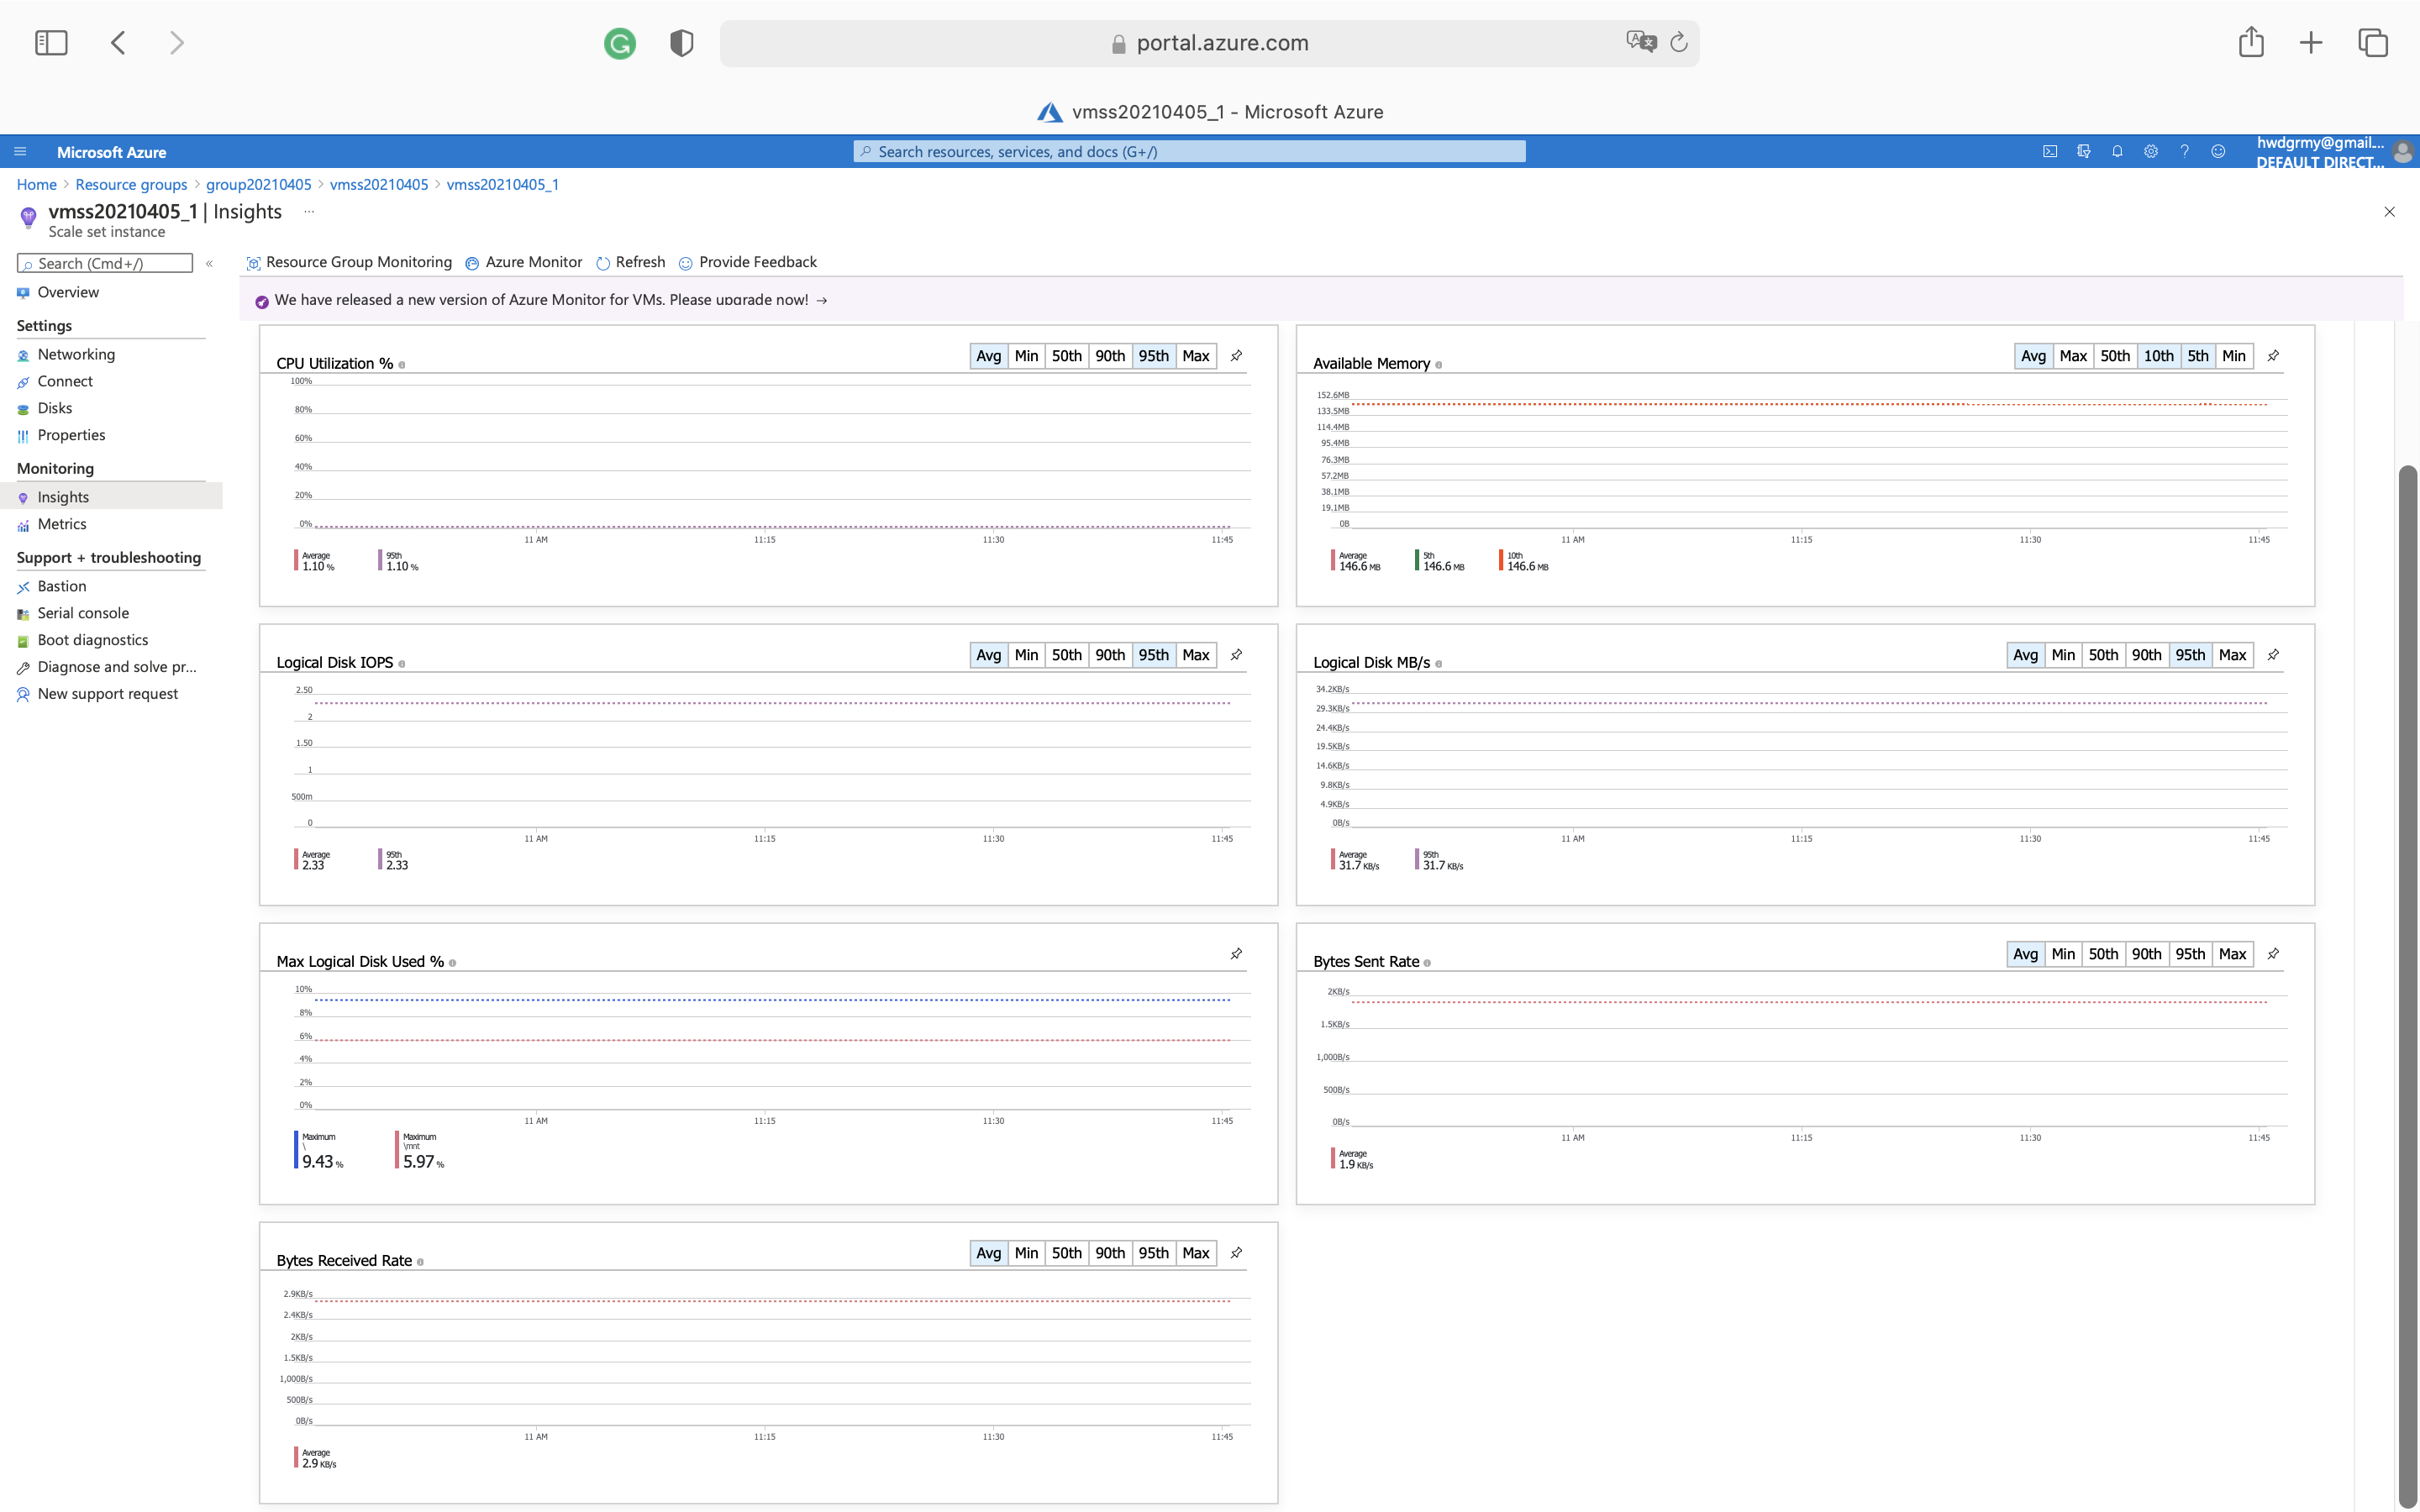 portal.azure.com
vmss20210405_1 - Microsoft Azure
Microsoft Azure
Search resources, services, and docs (G+/)
hwdgrmy@gmail...
DEFAULT DIRECT...
Home > Resource groups > group20210405 > vmss20210405 > vmss20210405_1
vmss20210405_1 | Insights ...
Scale set instance
Search (Cmd+/)
«
Overview
Settings
Networking
Connect
Disks
Properties
Monitoring
Insights
Metrics
Support + troubleshooting
Bastion
Serial console
Boot diagnostics
Diagnose and solve pr...
New support request
Resource Group Monitoring Azure Monitor Refresh Provide Feedback
We have released a new version of Azure Monitor for VMs. Please upgrade now! →
CPU Utilization %
Avg Min 50th 90th 95th Max
100%
80%
60%
40%
20%
0%
11 AM 11:15 11:30 11:45
Average 95th
1.10 % 1.10 %
Available Memory
Avg Max 50th 10th 5th Min
152.6MB
133.5MB
114.4MB
95.4MB
76.3MB
57.2MB
38.1MB
19.1MB
0B
11 AM 11:15 11:30 11:45
Average 5th 10th
146.6 MB 146.6 MB 146.6 MB
Logical Disk IOPS
Avg Min 50th 90th 95th Max
2.50
2
1.50
1
500m
0
11 AM 11:15 11:30 11:45
Average 95th
2.33 2.33
Logical Disk MB/s
Avg Min 50th 90th 95th Max
34.2KB/s
29.3KB/s
24.4KB/s
19.5KB/s
14.6KB/s
9.8KB/s
4.9KB/s
0B/s
11 AM 11:15 11:30 11:45
Average 95th
31.7 KB/s 31.7 KB/s
Max Logical Disk Used %
10%
8%
6%
4%
2%
0%
11 AM 11:15 11:30 11:45
Maximum Maximum
\ \mnt
9.43 % 5.97 %
Bytes Sent Rate
Avg Min 50th 90th 95th Max
2KB/s
1.5KB/s
1,000B/s
500B/s
0B/s
11 AM 11:15 11:30 11:45
Average
1.9 KB/s
Bytes Received Rate
Avg Min 50th 90th 95th Max
2.9KB/s
2.4KB/s
2KB/s
1.5KB/s
1,000B/s
500B/s
0B/s
11 AM 11:15 11:30 11:45
Average
2.9 KB/s